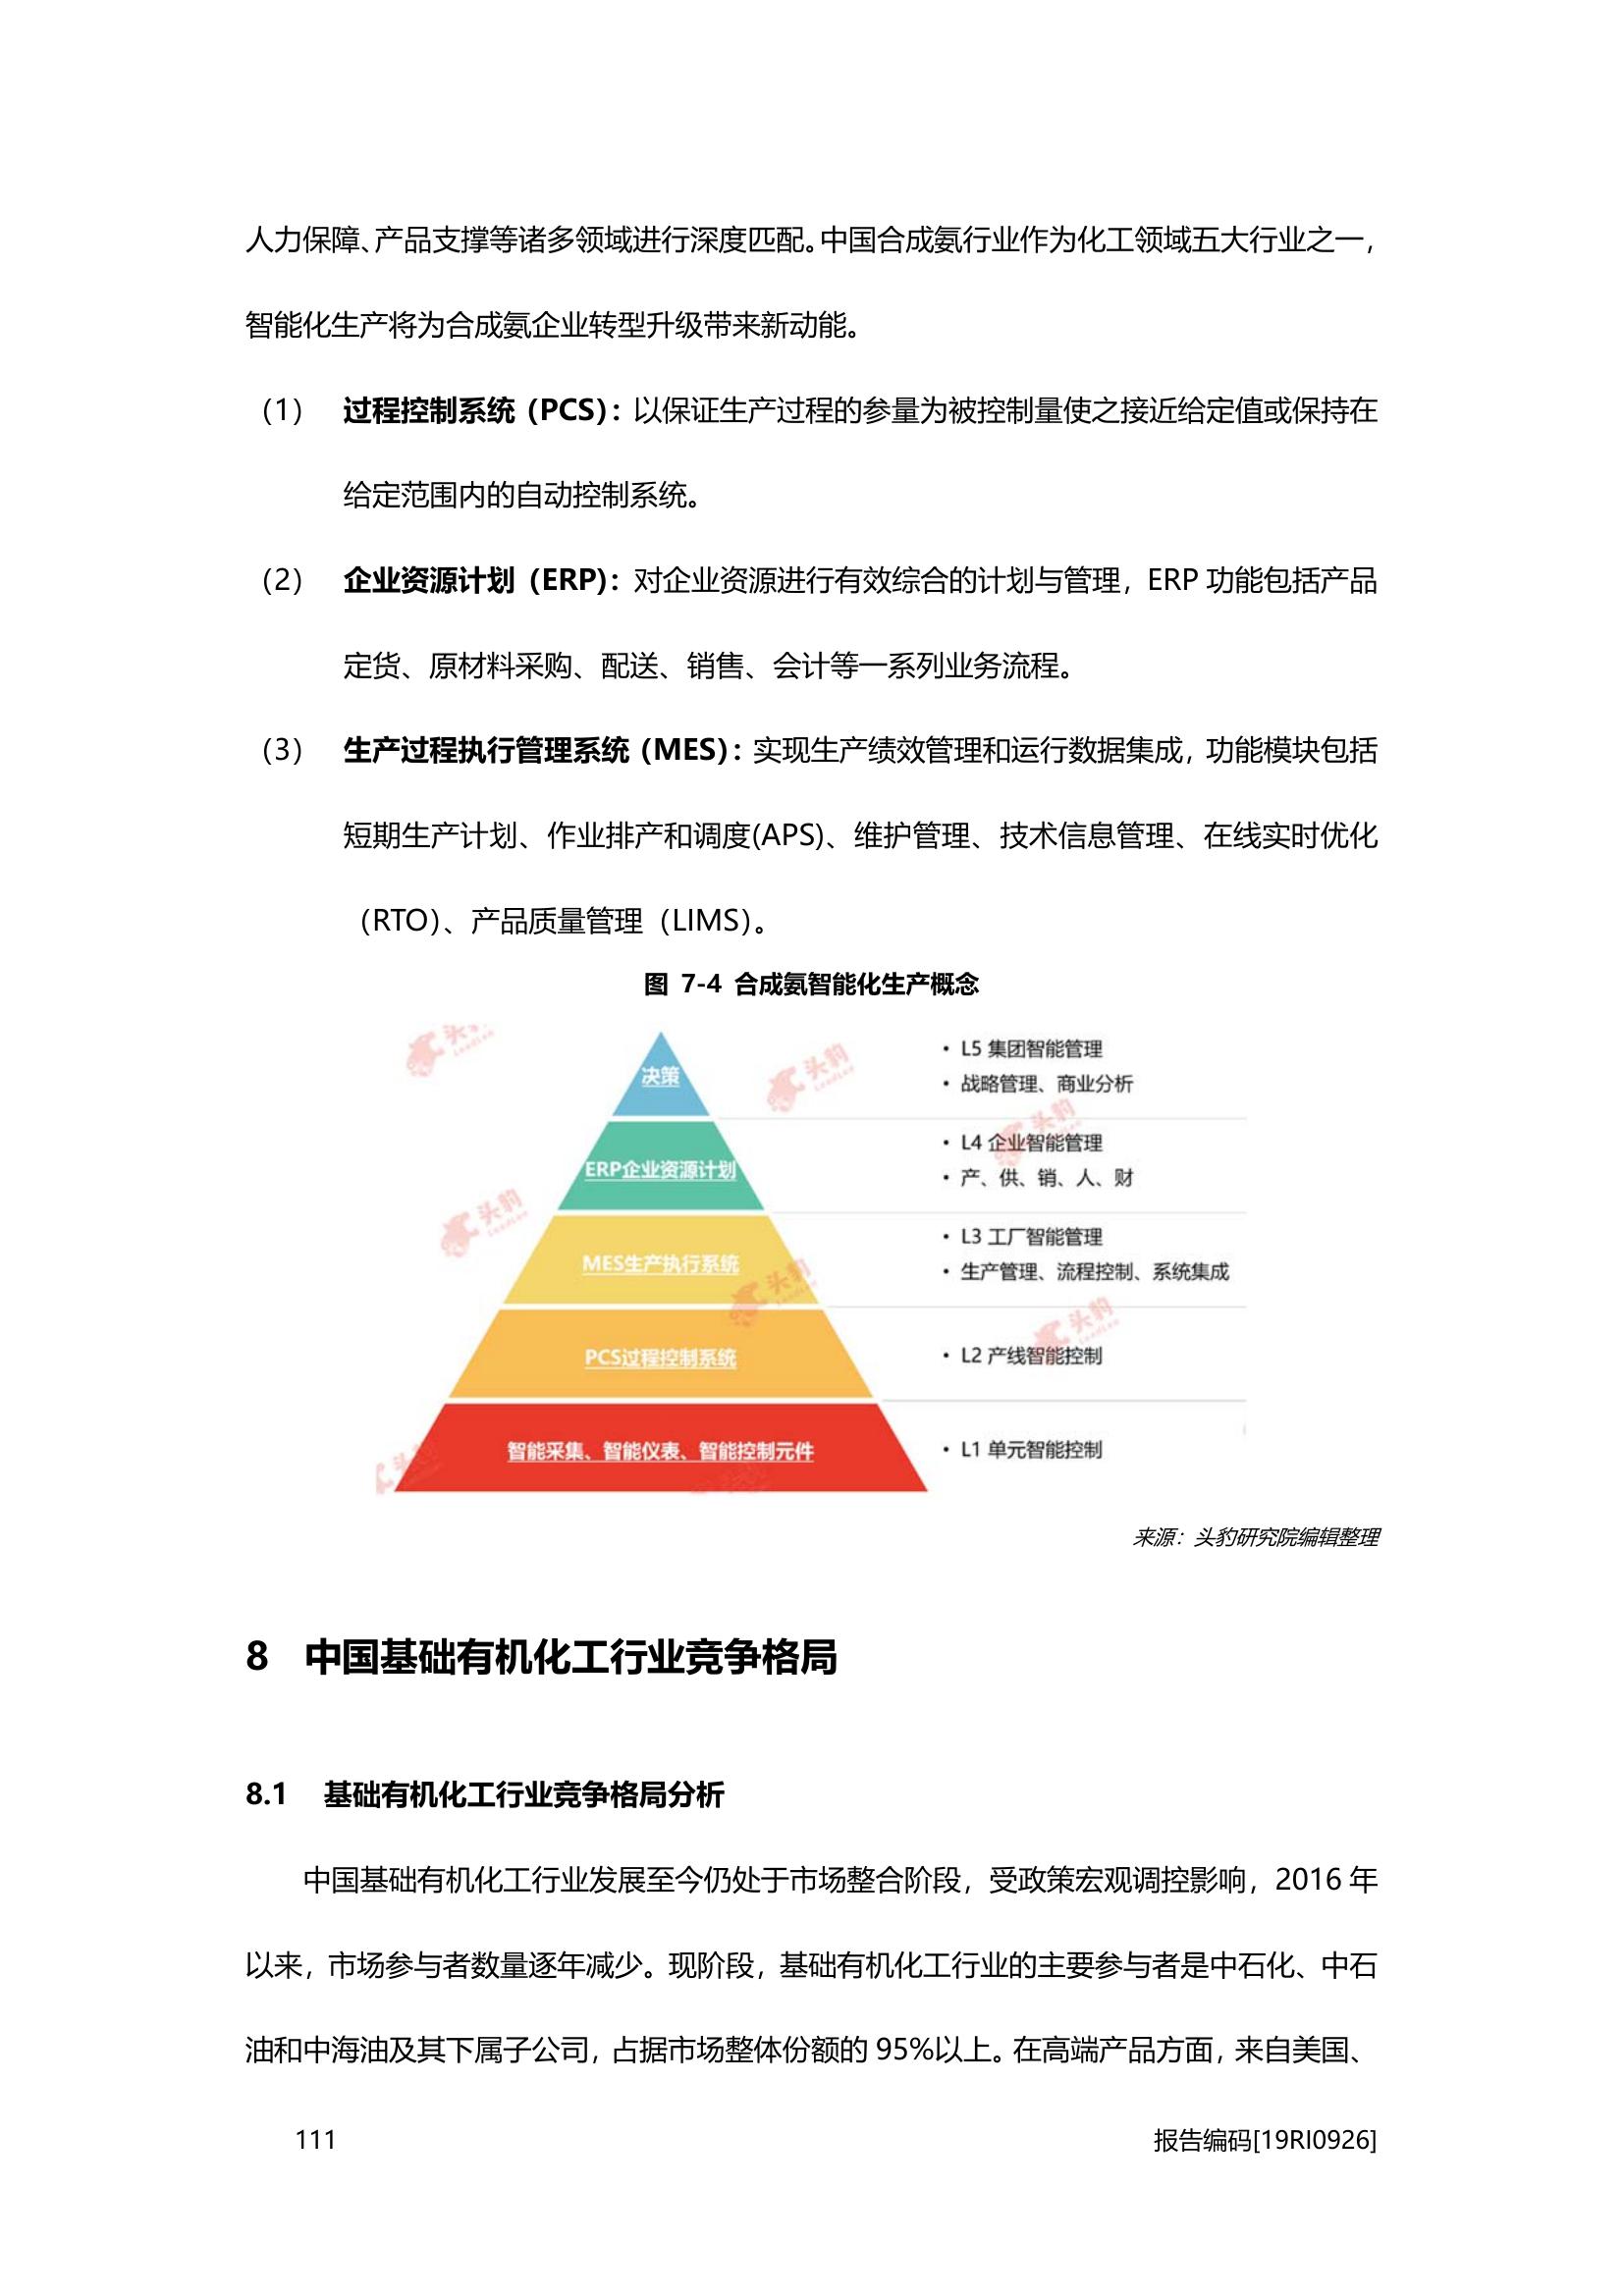 人力保障、产品支撑等诸多领域进行深度匹配。中国合成氨行业作为化工领域五大行业之一，
智能化生产将为合成氨企业转型升级带来新动能。
（1） 过程控制系统（PCS）：以保证生产过程的参量为被控制量使之接近给定值或保持在
给定范围内的自动控制系统。
（2） 企业资源计划（ERP)：对企业资源进行有效综合的计划与管理，ERP 功能包括产品
定货、原材料采购、配送、销售、会计等一系列业务流程。
（3） 生产过程执行管理系统（MES）：实现生产绩效管理和运行数据集成，功能模块包括
短期生产计划、作业排产和调度(APS)、维护管理、技术信息管理、在线实时优化
（RTO）、产品质量管理（LIMS）。
图 7-4 合成氨智能化生产概念
决策
• L5 集团智能管理
• 战略管理、商业分析
ERP企业资源计划
• L4 企业智能管理
• 产、供、销、人、财
MES生产执行系统
• L3 工厂智能管理
• 生产管理、流程控制、系统集成
PCS过程控制系统
• L2 产线智能控制
智能采集、智能仪表、智能控制元件
• L1 单元智能控制
头豹
LeadLeo
头豹
LeadLeo
头豹
头豹
LeadLeo
头豹
头豹
LeadLeo
头豹
来源：头豹研究院编辑整理
8 中国基础有机化工行业竞争格局
8.1 基础有机化工行业竞争格局分析
中国基础有机化工行业发展至今仍处于市场整合阶段，受政策宏观调控影响，2016 年
以来，市场参与者数量逐年减少。现阶段，基础有机化工行业的主要参与者是中石化、中石
油和中海油及其下属子公司，占据市场整体份额的 95%以上。在高端产品方面，来自美国、
111
报告编码[19RI0926]